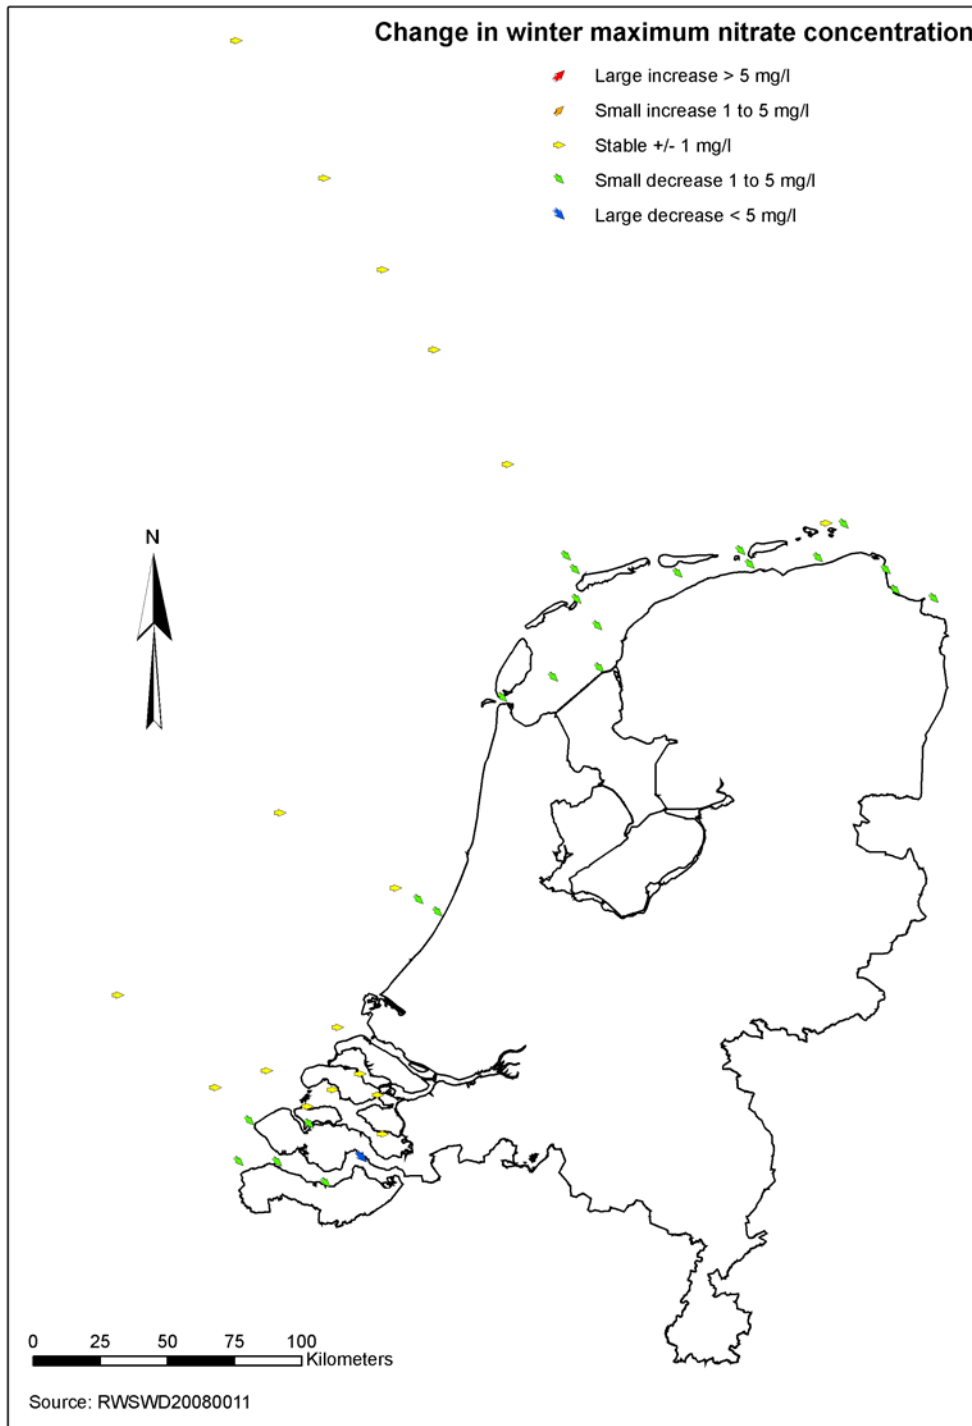 Change in winter maximum nitrate concentration
Large increase > 5 mg/l
Small increase 1 to 5 mg/l
Stable +/- 1 mg/l
Small decrease 1 to 5 mg/l
Large decrease < 5 mg/l
N
0 25 50 75 100
Kilometers
Source: RWSWD20080011